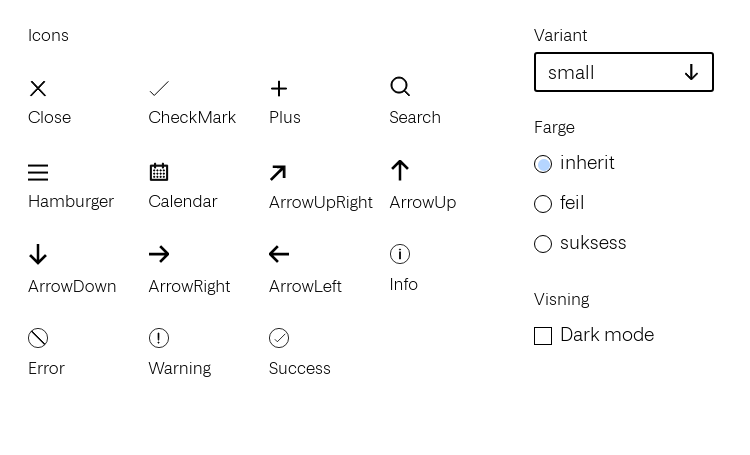 Icons
Close
CheckMark
Plus
Search
Hamburger
Calendar
ArrowUpRight
ArrowUp
ArrowDown
ArrowRight
ArrowLeft
Info
Error
Warning
Success
Variant
small
Farge
inherit
feil
suksess
Visning
Dark mode